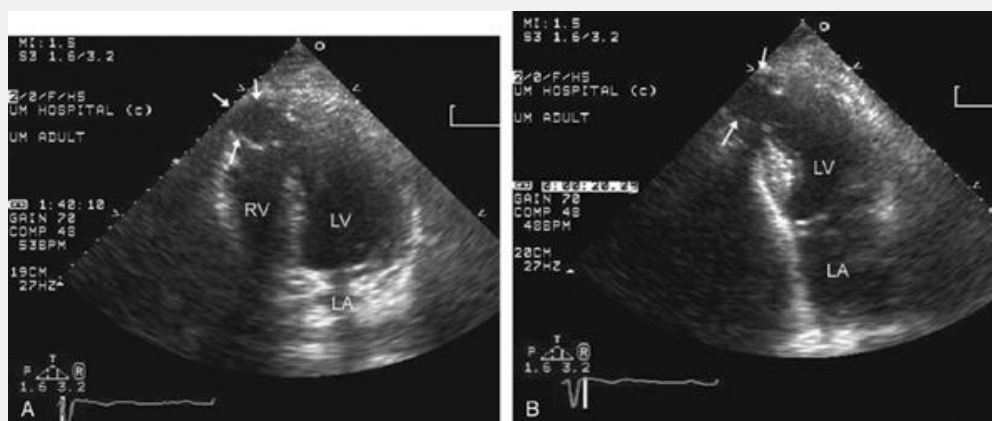 MI:1.5
S3 1.6/3.2
2/0/F/HS
UM HOSPITAL (c)
UM ADULT
1:40:10
GAIN 70
COMP 48
53BPM
19CM
27HZ
RV
LV
LA
P T R
1.6 3.2
A
MI:1.5
S3 1.6/3.2
2/0/F/HS
UM HOSPITAL (c)
UM ADULT
GAIN 70
COMP 48
48BPM
20CM
27HZ
LV
LA
P T R
1.6 3.2
B